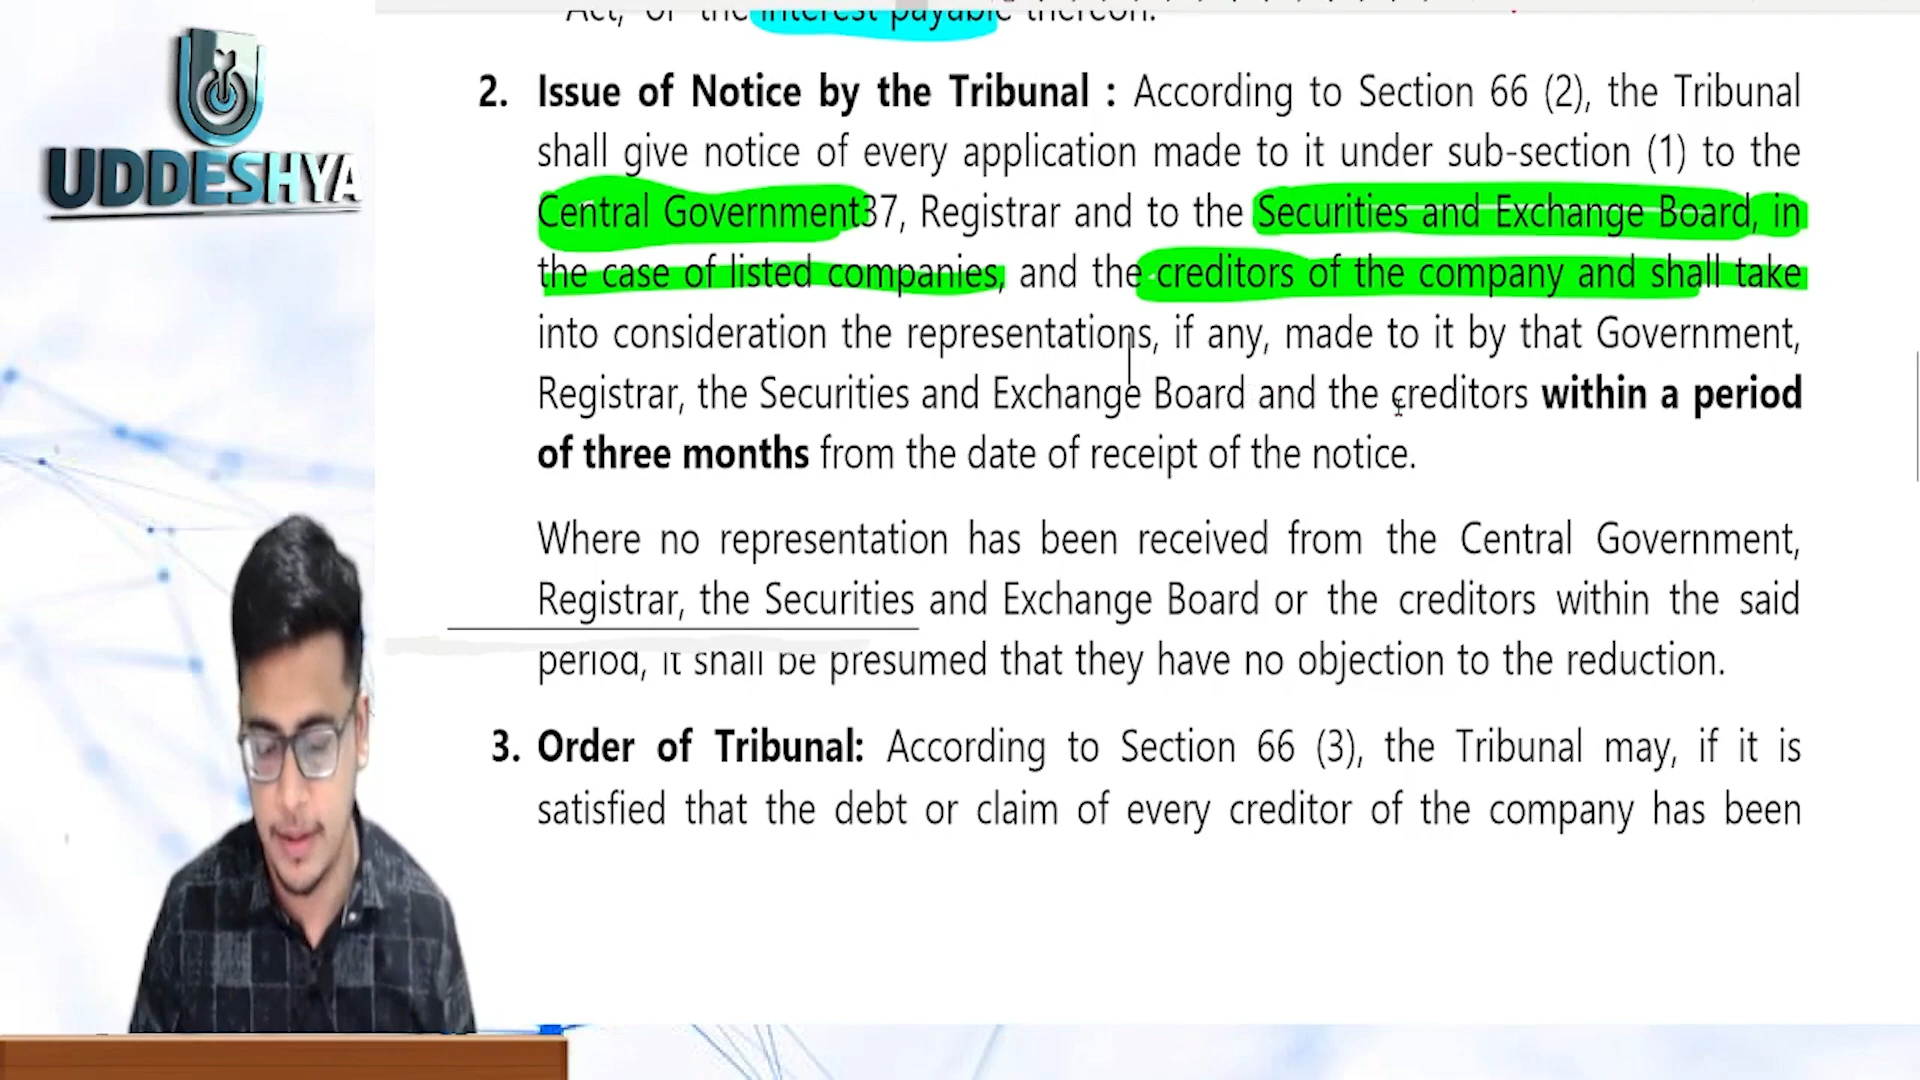 Act, or the interest payable thereon.
UDDESHYA
2. Issue of Notice by the Tribunal : According to Section 66 (2), the Tribunal
shall give notice of every application made to it under sub-section (1) to the
Central Government37, Registrar and to the Securities and Exchange Board, in
the case of listed companies, and the creditors of the company and shall take
into consideration the representations, if any, made to it by that Government,
Registrar, the Securities and Exchange Board and the creditors within a period
of three months from the date of receipt of the notice.
Where no representation has been received from the Central Government,
Registrar, the Securities and Exchange Board or the creditors within the said
period, it shall be presumed that they have no objection to the reduction.
3. Order of Tribunal: According to Section 66 (3), the Tribunal may, if it is
satisfied that the debt or claim of every creditor of the company has been